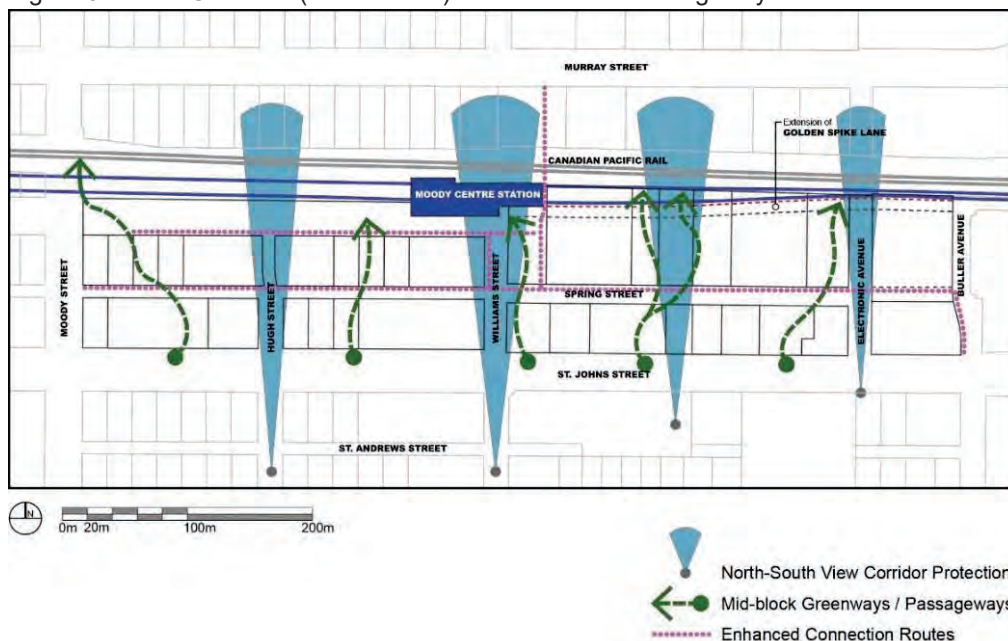 MURRAY STREET
Extension of
GOLDEN SPIKE LANE
CANADIAN PACIFIC RAIL
MOODY CENTRE STATION
MOODY STREET
HUGH STREET
WILLIAMS STREET
SPRING STREET
ELECTRONIC AVENUE
BULLER AVENUE
ST. JOHNS STREET
ST. ANDREWS STREET
N
0m 20m 100m 200m
North-South View Corridor Protection
Mid-block Greenways / Passageways
Enhanced Connection Routes